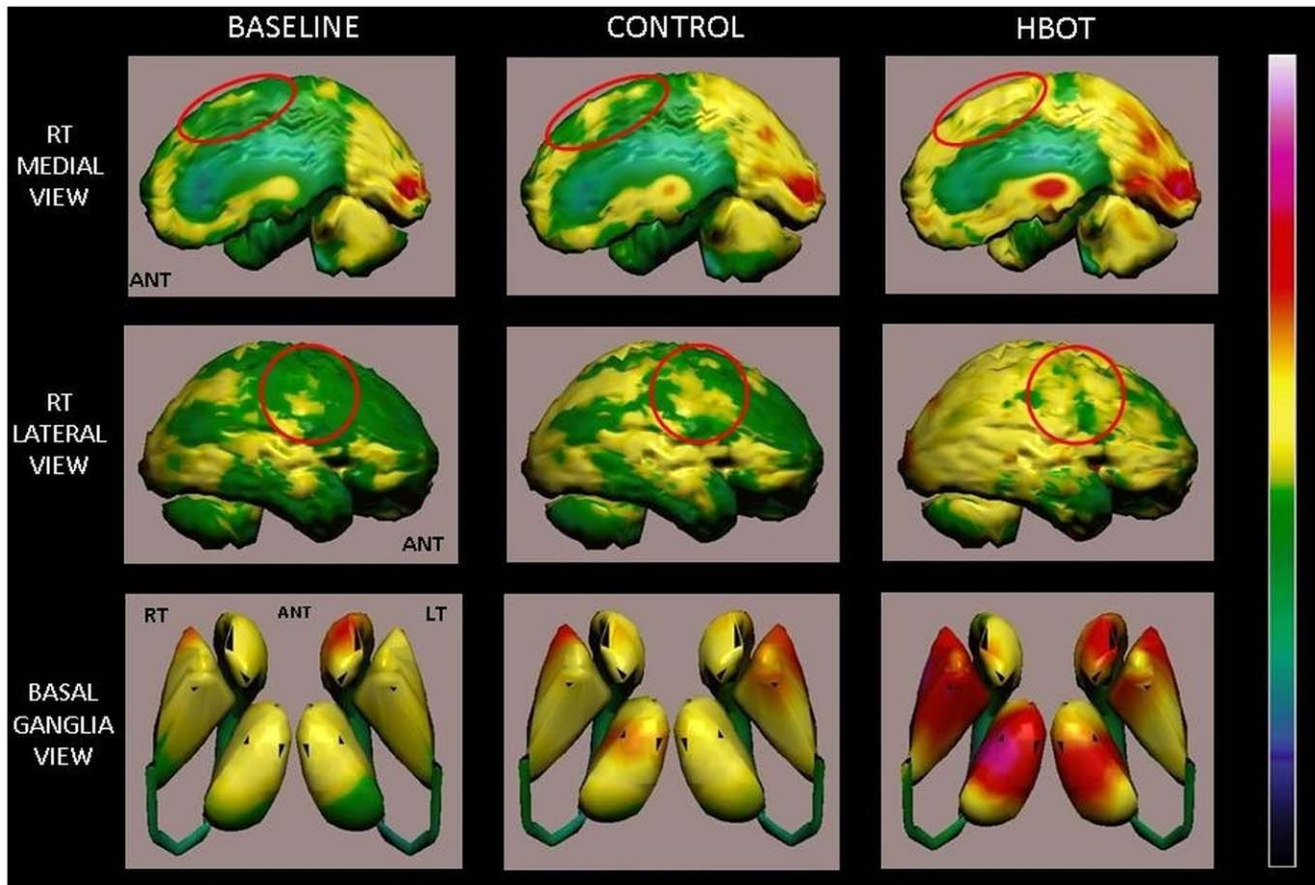 BASELINE
CONTROL
HBOT
RT
MEDIAL
VIEW
ANT
RT
LATERAL
VIEW
ANT
RT
ANT
LT
BASAL
GANGLIA
VIEW